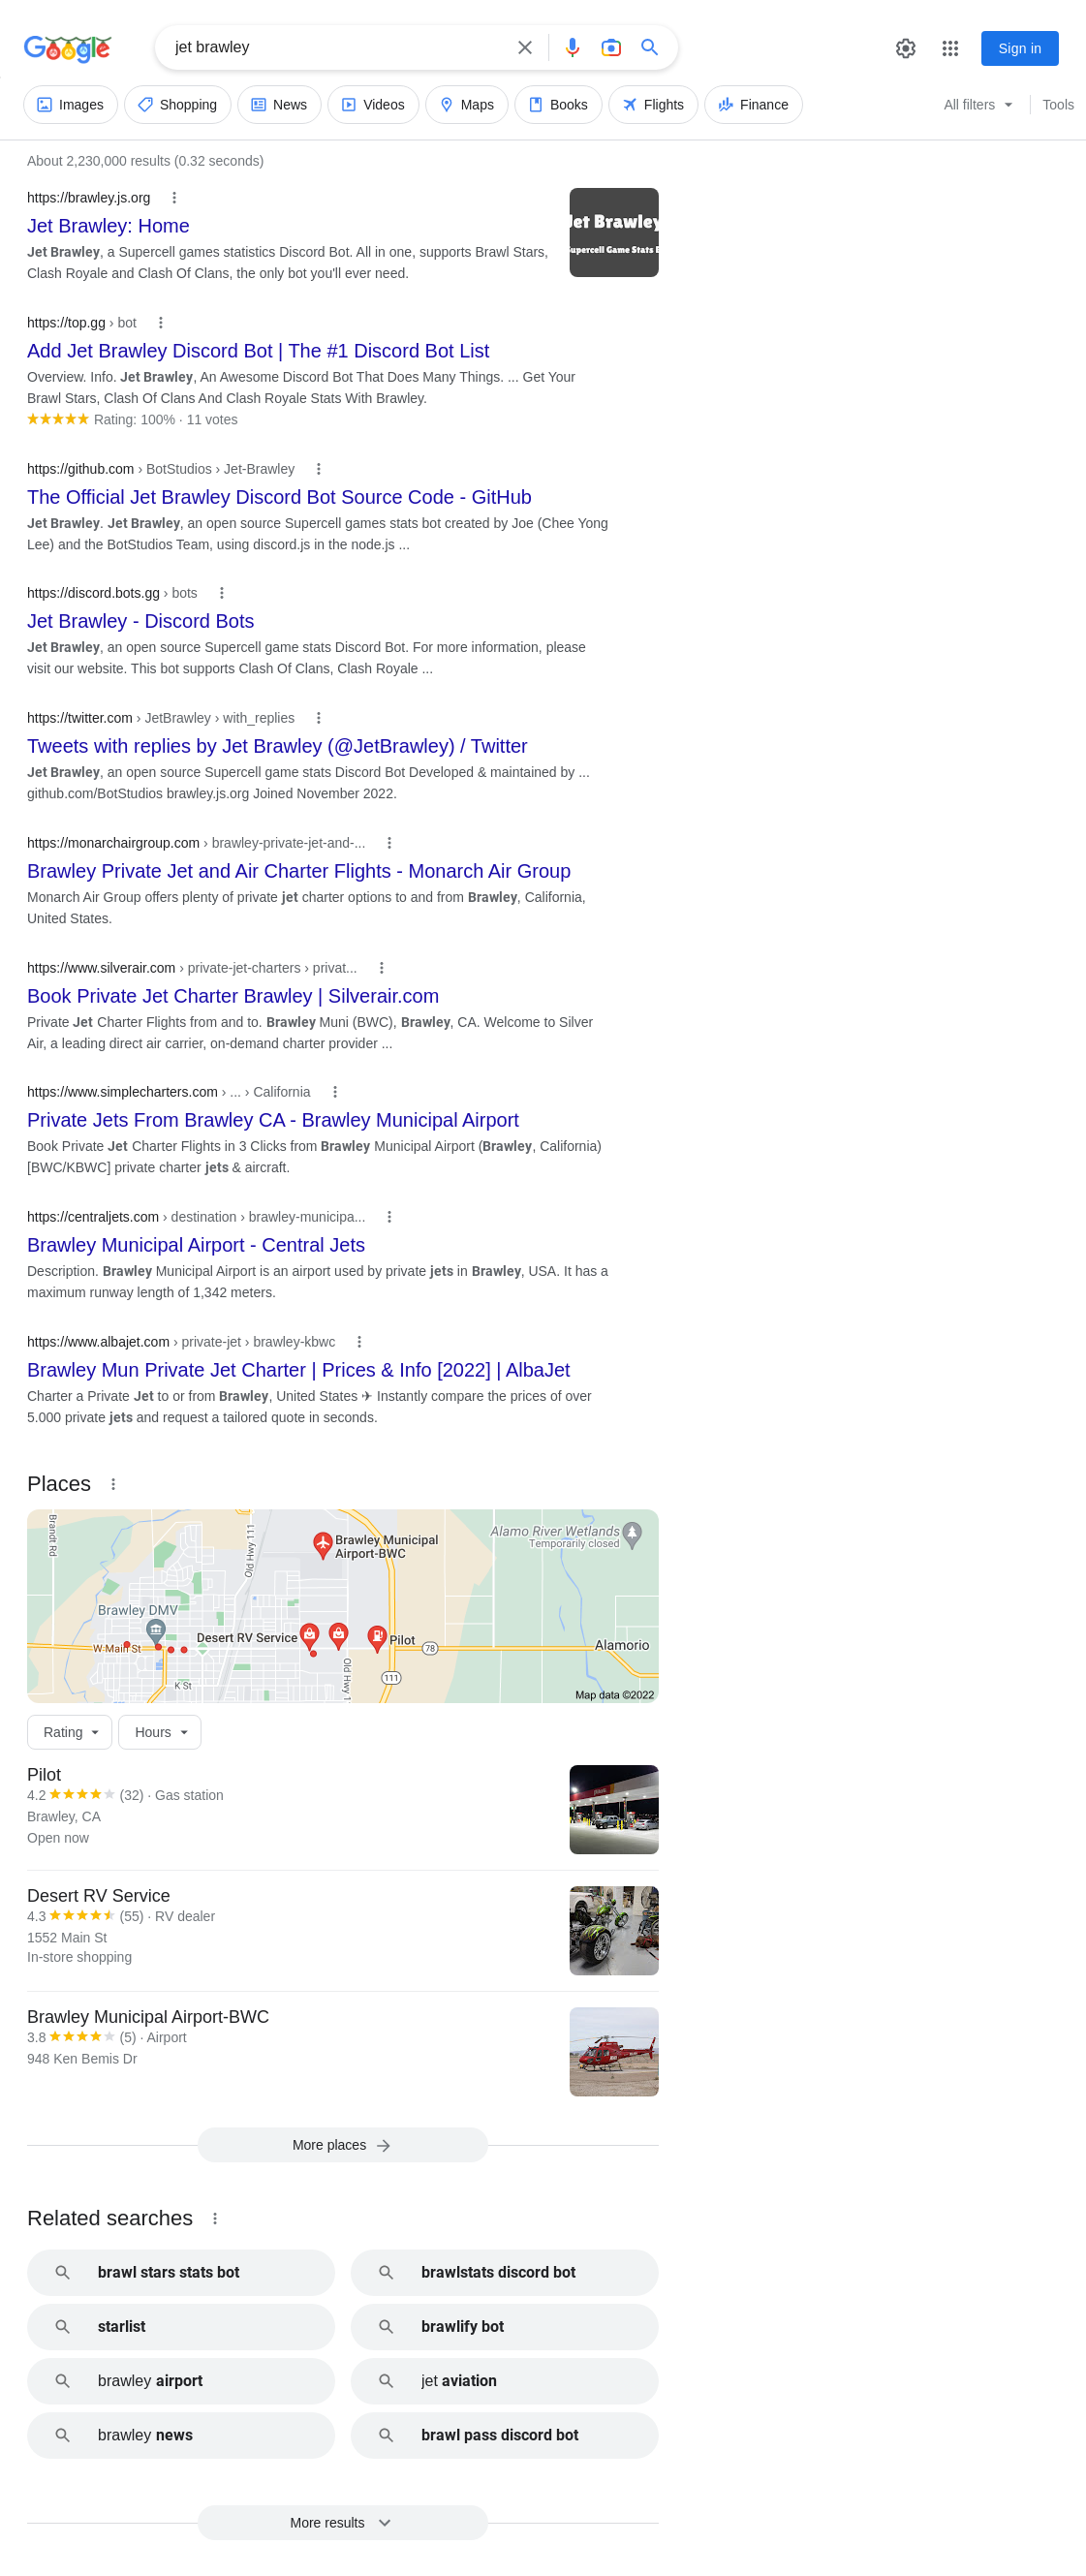 Google
jet brawley
Sign in
Images
Shopping
News
Videos
Maps
Books
Flights
Finance
All filters
Tools
About 2,230,000 results (0.32 seconds)
https://brawley.js.org
Jet Brawley: Home
Jet Brawley, a Supercell games statistics Discord Bot. All in one, supports Brawl Stars,
Clash Royale and Clash Of Clans, the only bot you'll ever need.
Jet Brawley
Supercell Game Stats
https://top.gg › bot
Add Jet Brawley Discord Bot | The #1 Discord Bot List
Overview. Info. Jet Brawley, An Awesome Discord Bot That Does Many Things. ... Get Your
Brawl Stars, Clash Of Clans And Clash Royale Stats With Brawley.
Rating: 100% · 11 votes
https://github.com › BotStudios › Jet-Brawley
The Official Jet Brawley Discord Bot Source Code - GitHub
Jet Brawley. Jet Brawley, an open source Supercell games stats bot created by Joe (Chee Yong
Lee) and the BotStudios Team, using discord.js in the node.js ...
https://discord.bots.gg › bots
Jet Brawley - Discord Bots
Jet Brawley, an open source Supercell game stats Discord Bot. For more information, please
visit our website. This bot supports Clash Of Clans, Clash Royale ...
https://twitter.com › JetBrawley › with_replies
Tweets with replies by Jet Brawley (@JetBrawley) / Twitter
Jet Brawley, an open source Supercell game stats Discord Bot Developed & maintained by ...
github.com/BotStudios brawley.js.org Joined November 2022.
https://monarchairgroup.com › brawley-private-jet-and-...
Brawley Private Jet and Air Charter Flights - Monarch Air Group
Monarch Air Group offers plenty of private jet charter options to and from Brawley, California,
United States.
https://www.silverair.com › private-jet-charters › privat...
Book Private Jet Charter Brawley | Silverair.com
Private Jet Charter Flights from and to. Brawley Muni (BWC), Brawley, CA. Welcome to Silver
Air, a leading direct air carrier, on-demand charter provider ...
https://www.simplecharters.com › ... › California
Private Jets From Brawley CA - Brawley Municipal Airport
Book Private Jet Charter Flights in 3 Clicks from Brawley Municipal Airport (Brawley, California)
[BWC/KBWC] private charter jets & aircraft.
https://centraljets.com › destination › brawley-municipa...
Brawley Municipal Airport - Central Jets
Description. Brawley Municipal Airport is an airport used by private jets in Brawley, USA. It has a
maximum runway length of 1,342 meters.
https://www.albajet.com › private-jet › brawley-kbwc
Brawley Mun Private Jet Charter | Prices & Info [2022] | AlbaJet
Charter a Private Jet to or from Brawley, United States ✈ Instantly compare the prices of over
5.000 private jets and request a tailored quote in seconds.
Places
Brandt Rd
Old Hwy 111
Brawley Municipal
Airport-BWC
Alamo River Wetlands
Temporarily closed
Brawley DMV
Desert RV Service
Pilot
W Main St
78
Alamorio
K St
Old Hwy 1
111
Map data ©2022
Rating
Hours
Pilot
4.2 (32) · Gas station
Brawley, CA
Open now
Desert RV Service
4.3 (55) · RV dealer
1552 Main St
In-store shopping
Brawley Municipal Airport-BWC
3.8 (5) · Airport
948 Ken Bemis Dr
More places
Related searches
brawl stars stats bot
brawlstats discord bot
starlist
brawlify bot
brawley airport
jet aviation
brawley news
brawl pass discord bot
More results